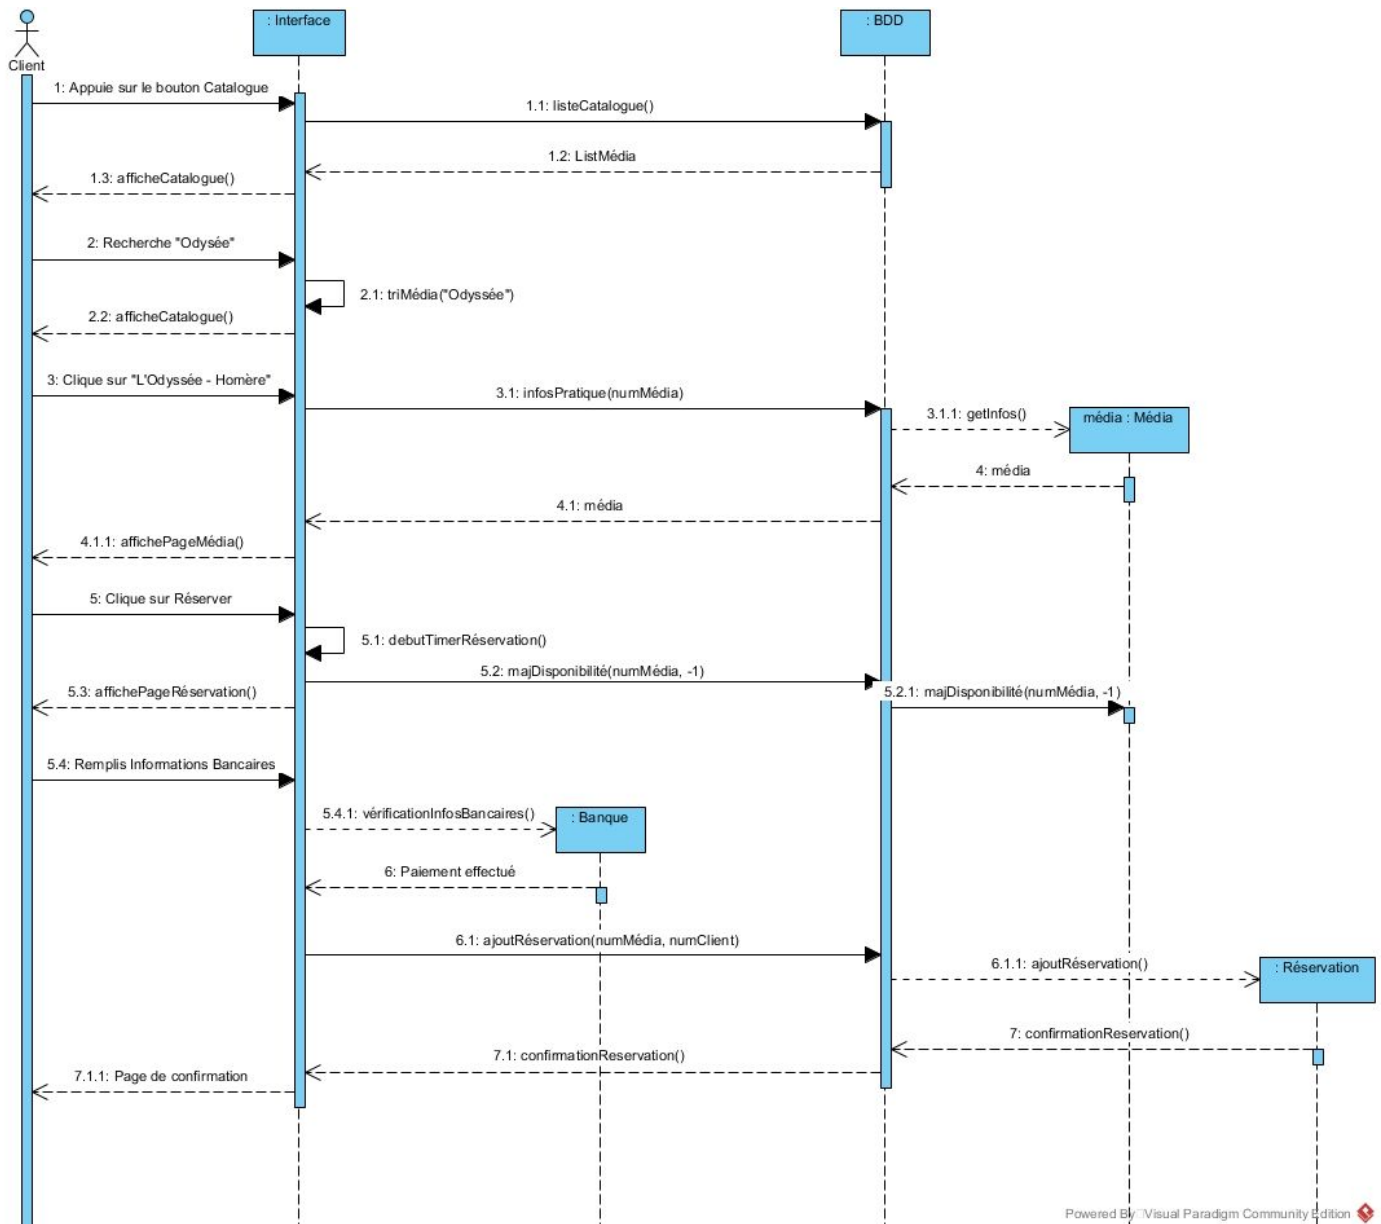 : Interface
: BDD
Client
1: Appuie sur le bouton Catalogue
1.1: listeCatalogue()
1.2: ListMédia
1.3: afficheCatalogue()
2: Recherche "Odysée"
2.1: triMédia("Odyssée")
2.2: afficheCatalogue()
3: Clique sur "L'Odyssée - Homère"
3.1: infosPratique(numMédia)
3.1.1: getInfos()
média : Média
4: média
4.1: média
4.1.1: affichePageMédia()
5: Clique sur Réserver
5.1: debutTimerRéservation()
5.2: majDisponibilité(numMédia, -1)
5.3: affichePageRéservation()
5.2.1: majDisponibilité(numMédia, -1)
5.4: Remplis Informations Bancaires
5.4.1: vérificationInfosBancaires()
: Banque
6: Paiement effectué
6.1: ajoutRéservation(numMédia, numClient)
6.1.1: ajoutRéservation()
: Réservation
7: confirmationReservation()
7.1: confirmationReservation()
7.1.1: Page de confirmation
Powered By Visual Paradigm Community Edition